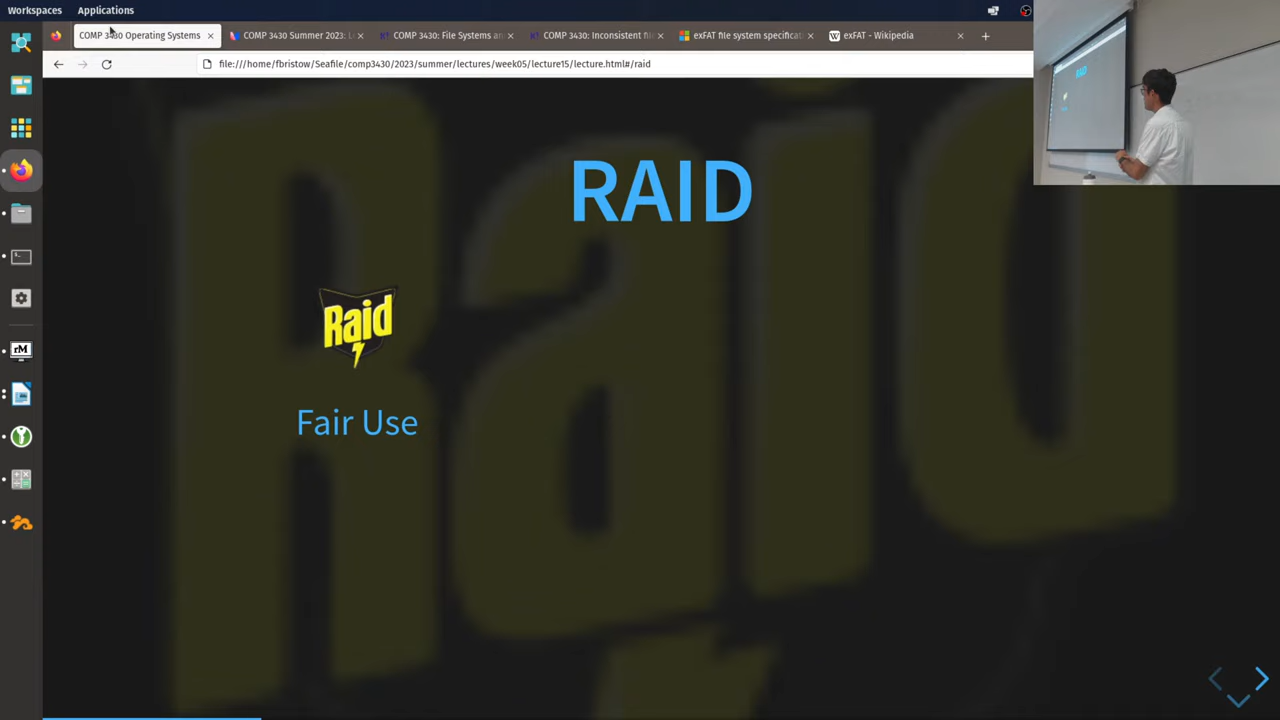 Workspaces Applications
COMP 3430 Operating Systems
COMP 3430 Summer 2023: L
COMP 3430: File Systems an
COMP 3430: Inconsistent fil
exFAT file system specificat
exFAT - Wikipedia
file:///home/fbristow/Seafile/comp3430/2023/summer/lectures/week05/lecture15/lecture.html#/raid
RAID
Raid
Fair Use
Raid
rM